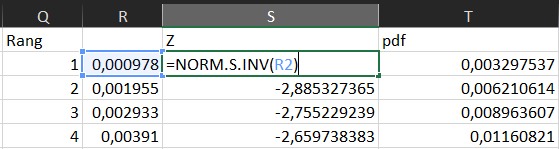 Q R S T
Rang Z pdf
1 0,000978 =NORM.S.INV(R2) 0,003297537
2 0,001955 -2,885327365 0,006210614
3 0,002933 -2,755229239 0,008963607
4 0,00391 -2,659738383 0,01160821